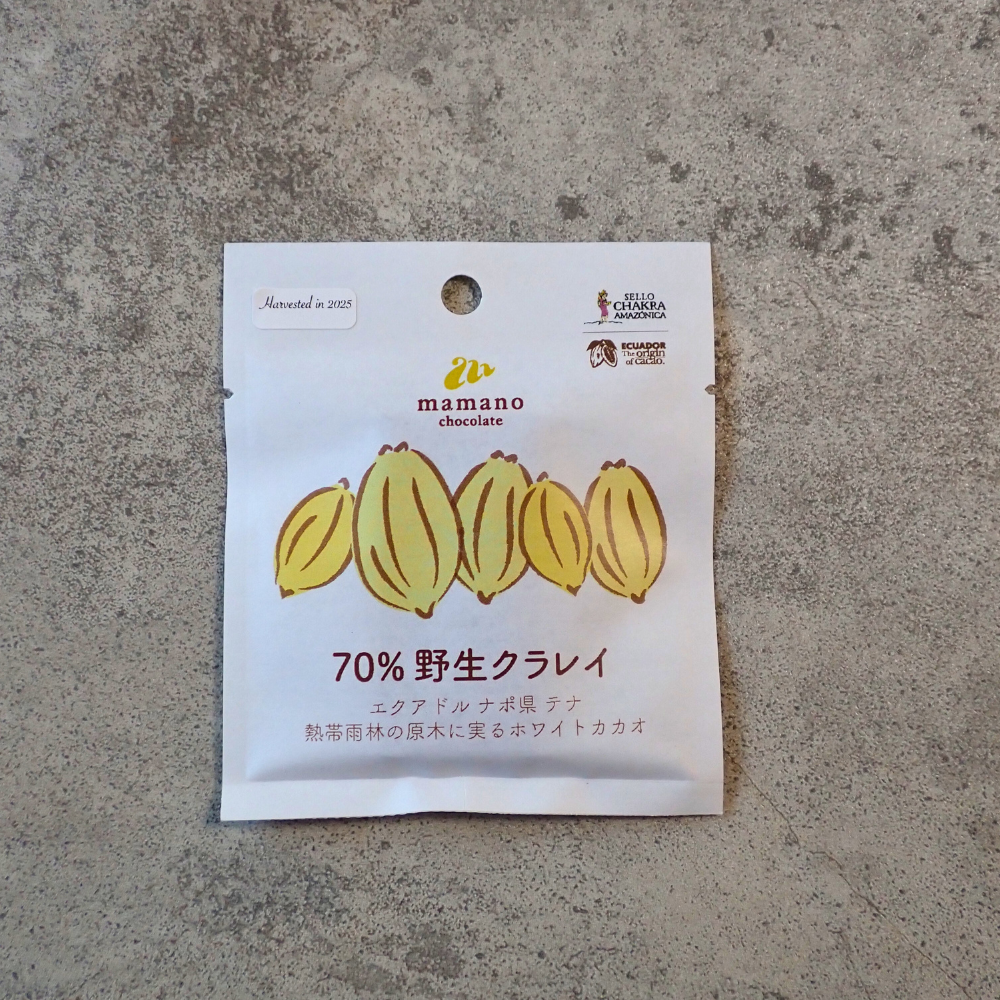 Harvested in 2025
SELLO
CHAKRA
AMAZÓNICA
ECUADOR
The origin
of cacao.
mamano
chocolate
70% 野生クラレイ
エクアドル ナポ県 テナ
熱帯雨林の原木に実るホワイトカカオ